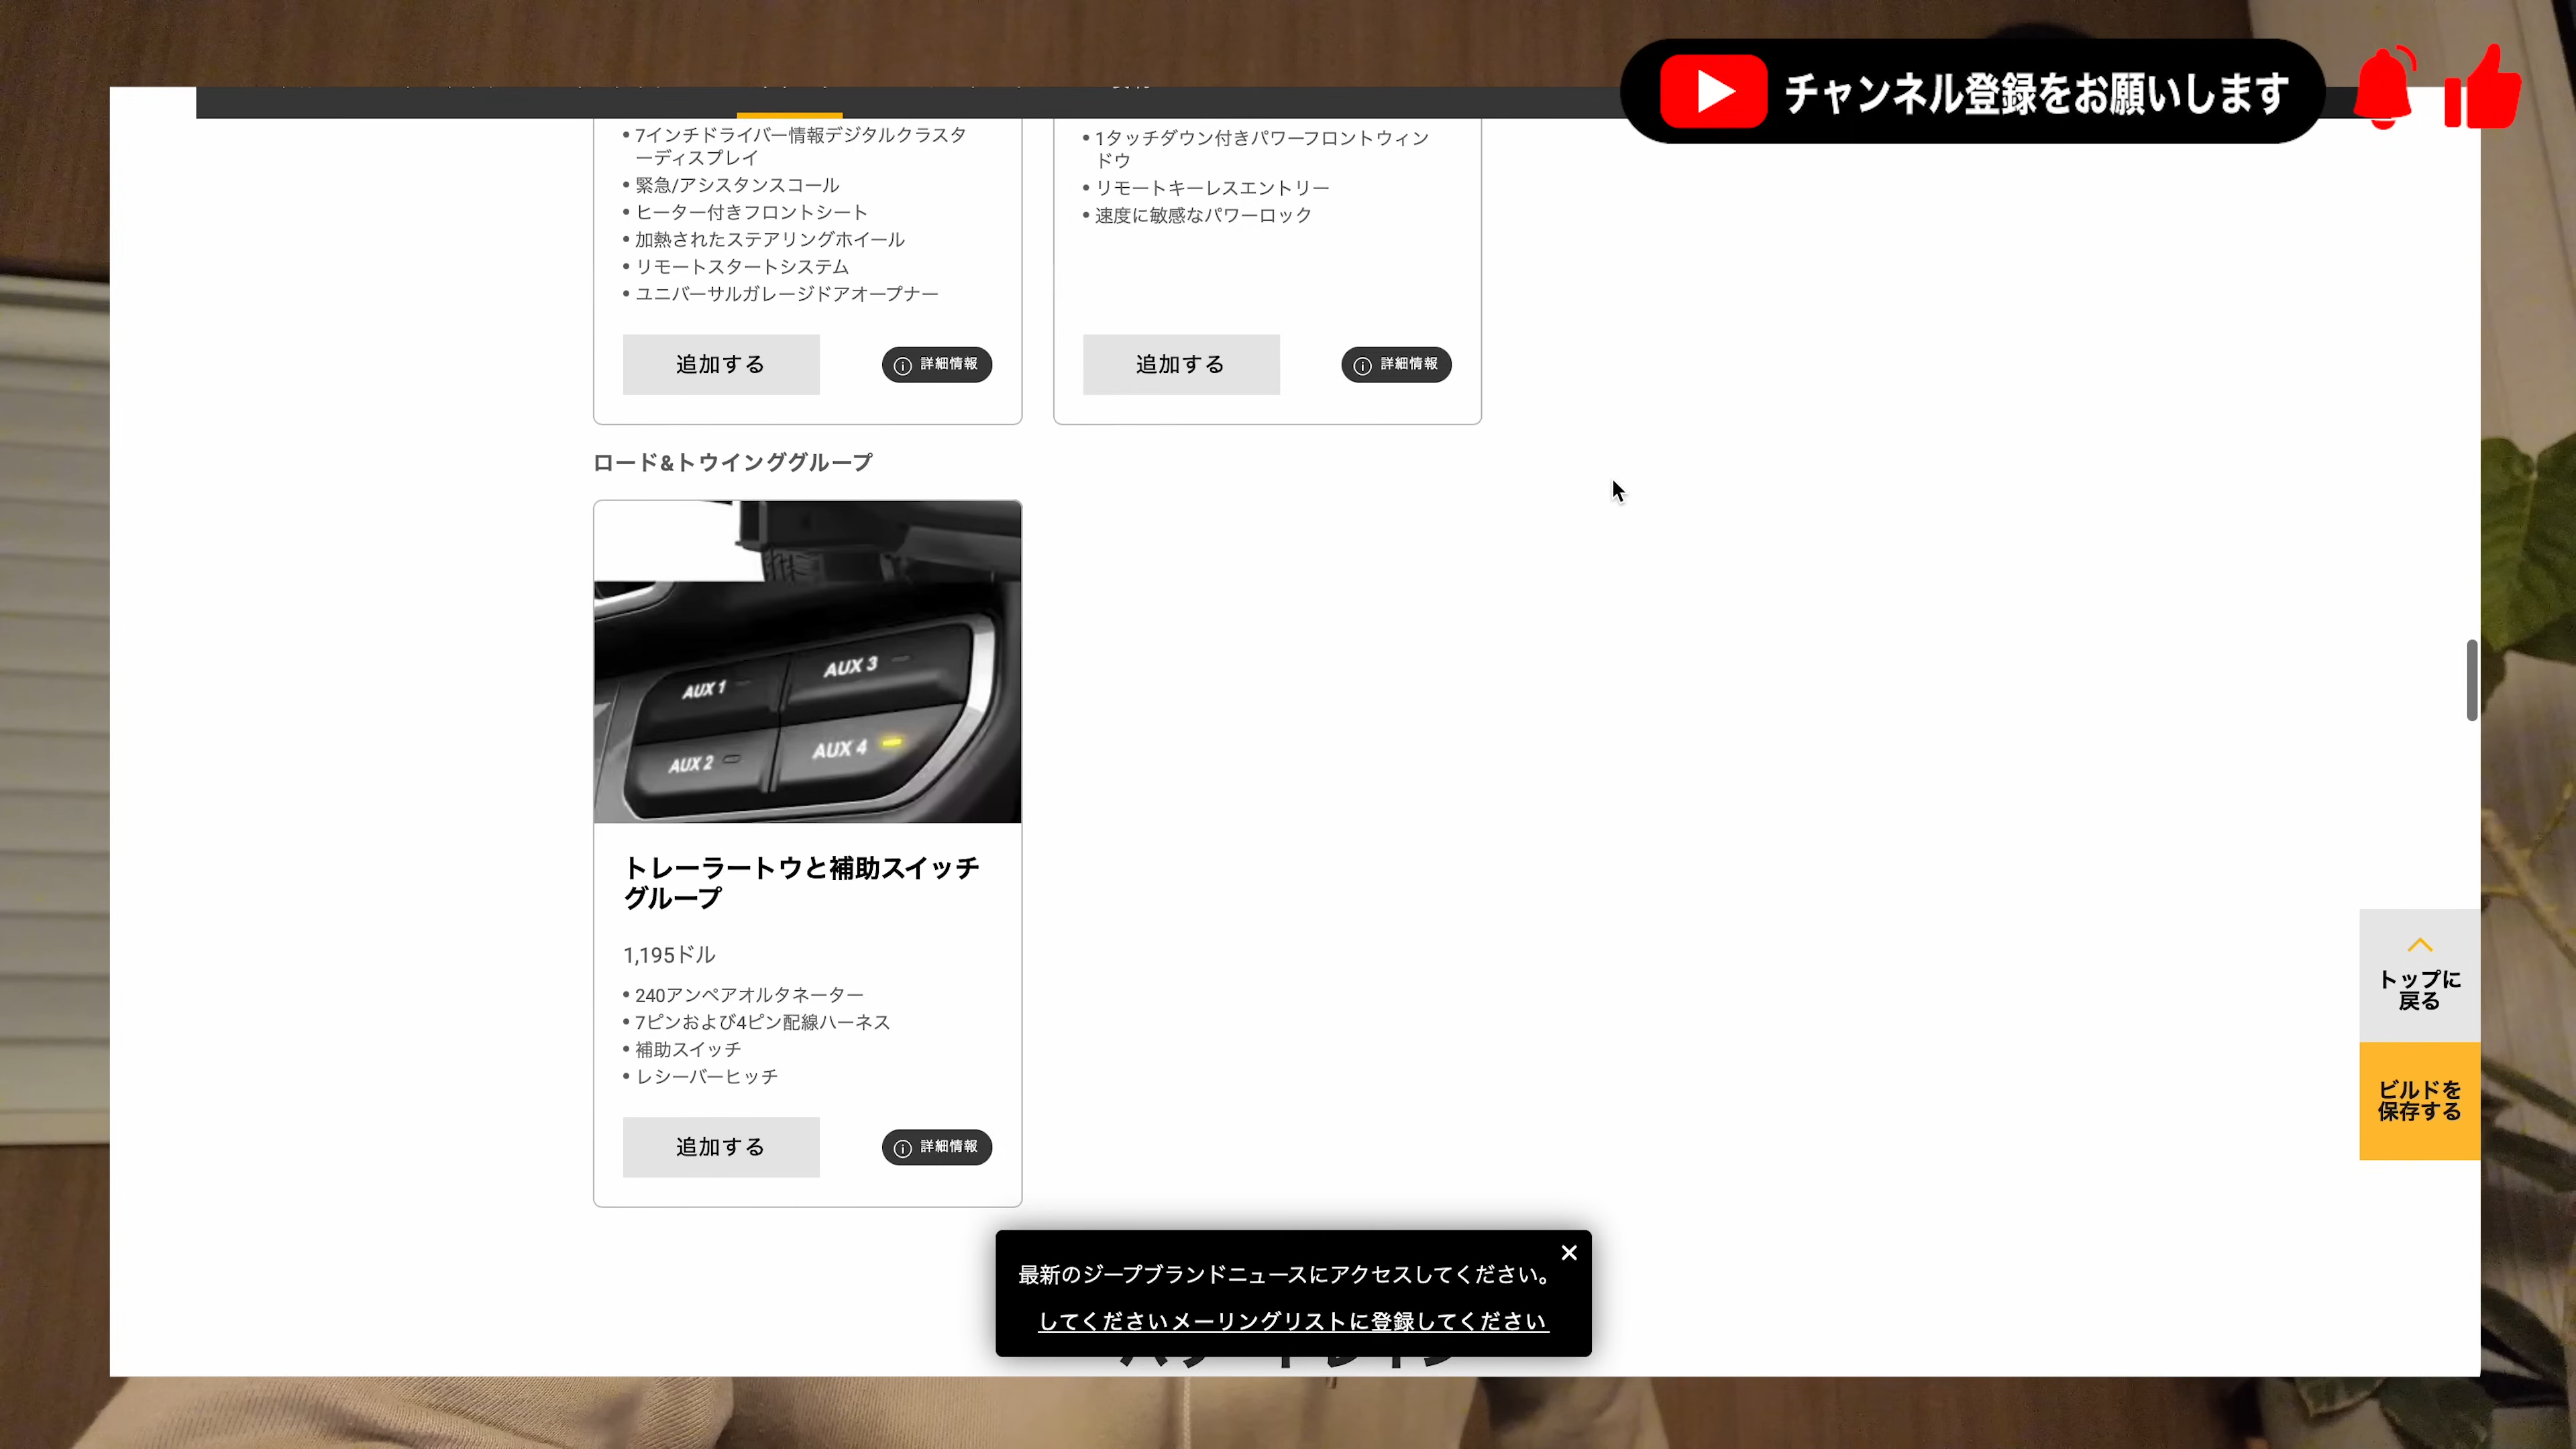 チャンネル登録をお願いします
• 7インチドライバー情報デジタルクラスタ
ーディスプレイ
• 緊急/アシスタンスコール
• ヒーター付きフロントシート
• 加熱されたステアリングホイール
• リモートスタートシステム
• ユニバーサルガレージドアオープナー
追加する
詳細情報
• 1タッチダウン付きパワーフロントウィン
ドウ
• リモートキーレスエントリー
• 速度に敏感なパワーロック
追加する
詳細情報
ロード&トウインググループ
AUX 1
AUX 3
AUX 2
AUX 4
トレーラートウと補助スイッチ
グループ
1,195ドル
• 240アンペアオルタネーター
• 7ピンおよび4ピン配線ハーネス
• 補助スイッチ
• レシーバーヒッチ
追加する
詳細情報
トップに
戻る
ビルドを
保存する
最新のジープブランドニュースにアクセスしてください。
してくださいメーリングリストに登録してください